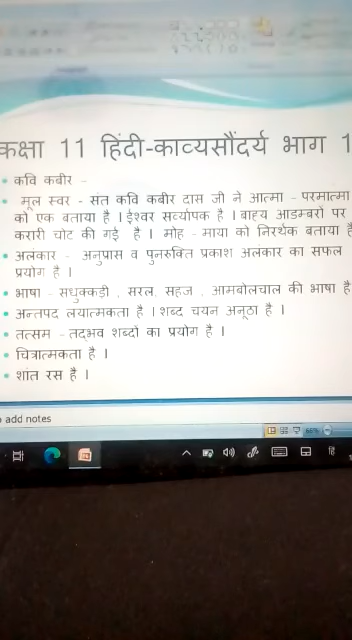 कक्षा 11 हिंदी-काव्यसौंदर्य भाग 1
कवि कबीर –
मूल स्वर - संत कवि कबीर दास जी ने आत्मा - परमात्मा
को एक बताया है । ईश्वर सर्व्यापक है । बाह्य आडम्बरों पर
करारी चोट की गई है । मोह - माया को निरर्थक बताया है
अलंकार – अनुप्रास व पुनरुक्ति प्रकाश अलंकार का सफल
प्रयोग है ।
भाषा - सधुक्कड़ी , सरल, सहज , आमबोलचाल की भाषा है
अन्तपद लयात्मकता है । शब्द चयन अनूठा है ।
तत्सम – तद्भव शब्दों का प्रयोग है ।
चित्रात्मकता है ।
शांत रस है ।
add notes
66%
हि